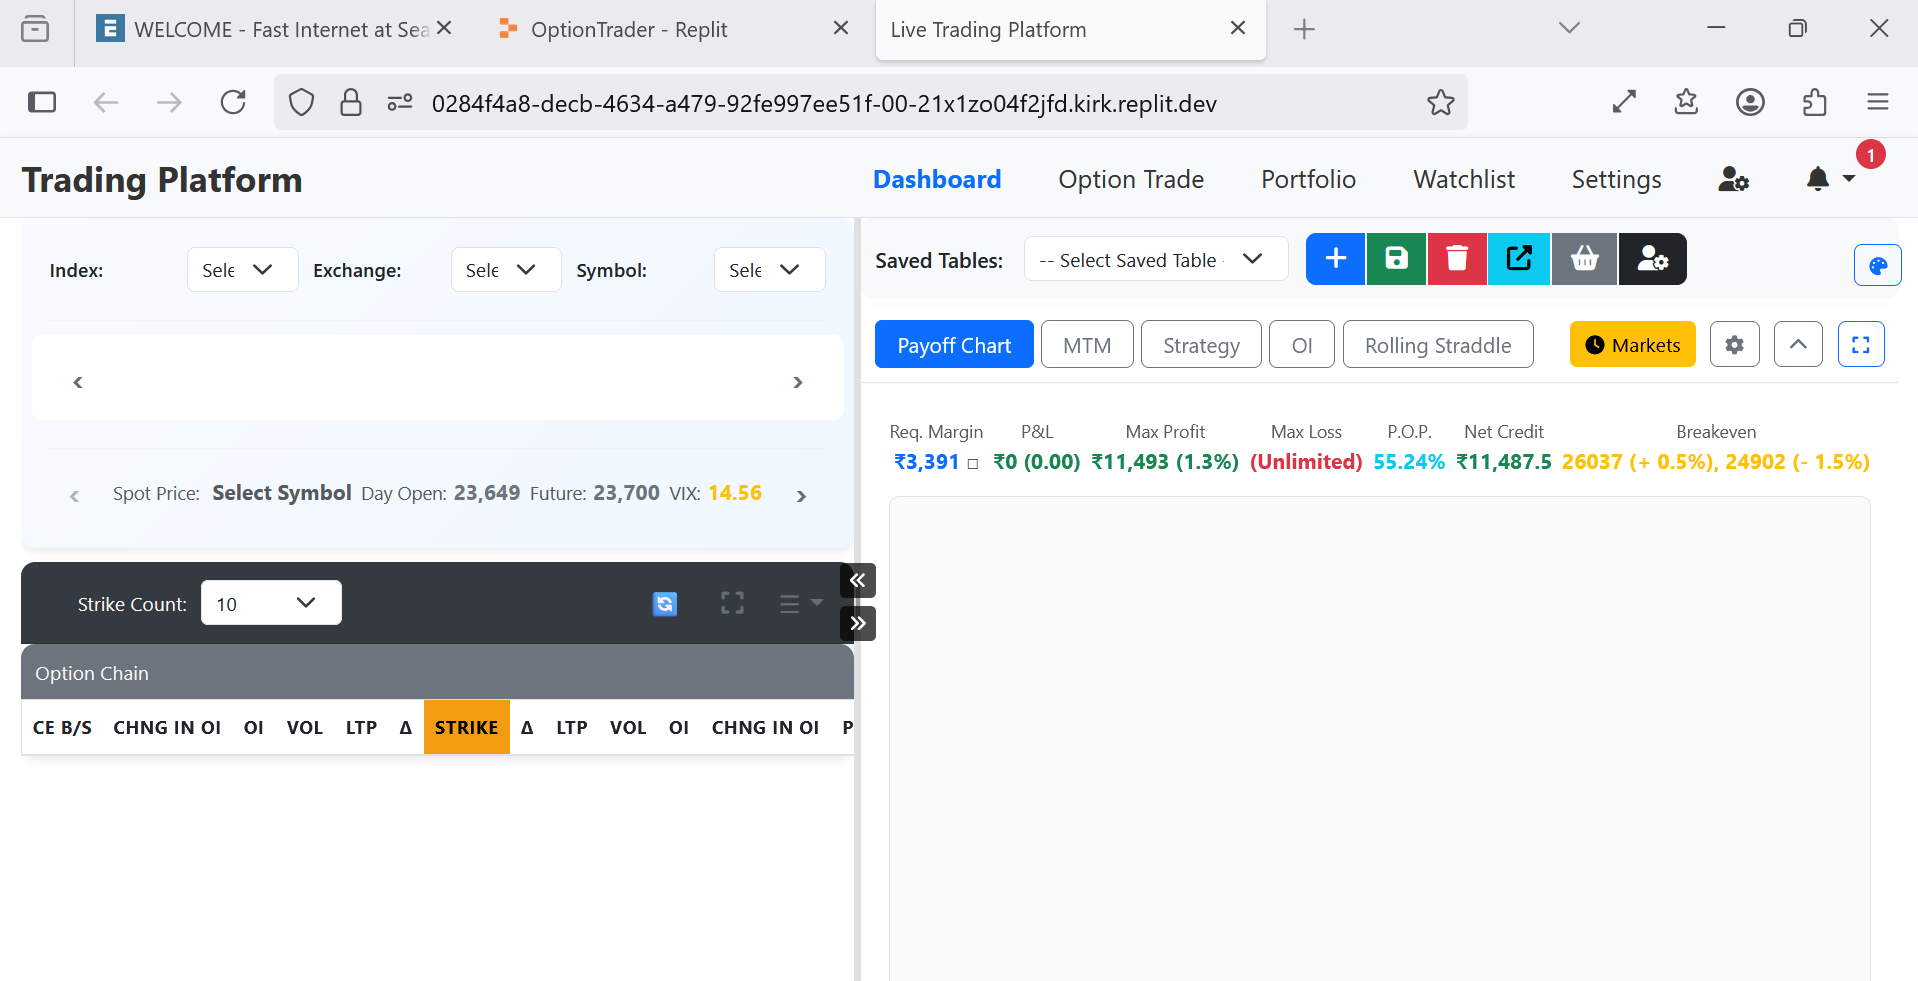 WELCOME - Fast Internet at Sea
OptionTrader - Replit
Live Trading Platform
0284f4a8-decb-4634-a479-92fe997ee51f-00-21x1zo04f2jfd.kirk.replit.dev
Trading Platform
Dashboard
Option Trade
Portfolio
Watchlist
Settings
1
Index:
Sele
Exchange:
Sele
Symbol:
Sele
Spot Price: Select Symbol Day Open: 23,649 Future: 23,700 VIX: 14.56
Strike Count:
10
Option Chain
CE B/S CHNG IN OI OI VOL LTP Δ STRIKE Δ LTP VOL OI CHNG IN OI P
Saved Tables:
-- Select Saved Table -
Payoff Chart
MTM
Strategy
OI
Rolling Straddle
Markets
Req. Margin P&L Max Profit Max Loss P.O.P. Net Credit Breakeven
₹3,391 ₹0 (0.00) ₹11,493 (1.3%) (Unlimited) 55.24% ₹11,487.5 26037 (+ 0.5%), 24902 (- 1.5%)